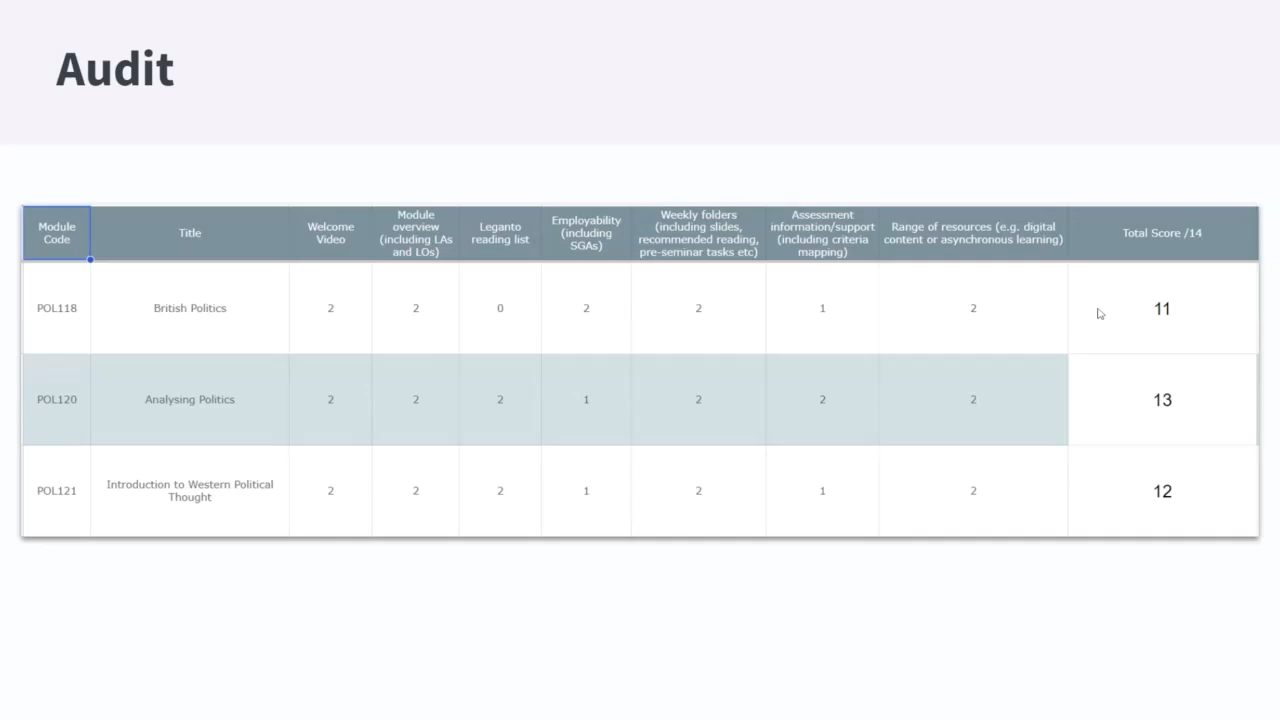 Audit
Module Code
Title
Welcome Video
Module overview (including LAs and LOs)
Leganto reading list
Employability (including SGAs)
Weekly folders (including slides, recommended reading, pre-seminar tasks etc)
Assessment information/support (including criteria mapping)
Range of resources (e.g. digital content or asynchronous learning)
Total Score /14
POL118 British Politics 2 2 0 2 2 1 2 11
POL120 Analysing Politics 2 2 2 1 2 2 2 13
POL121 Introduction to Western Political Thought 2 2 2 1 2 1 2 12